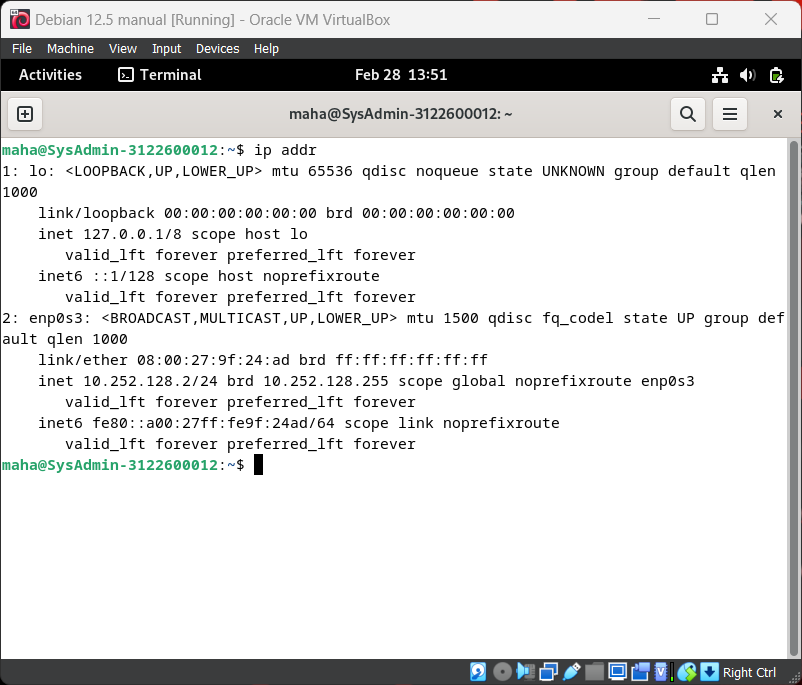 Debian 12.5 manual [Running] - Oracle VM VirtualBox
File Machine View Input Devices Help
Activities Terminal Feb 28 13:51
maha@SysAdmin-3122600012: ~
maha@SysAdmin-3122600012:~$ ip addr
1: lo: <LOOPBACK,UP,LOWER_UP> mtu 65536 qdisc noqueue state UNKNOWN group default qlen
1000
    link/loopback 00:00:00:00:00:00 brd 00:00:00:00:00:00
    inet 127.0.0.1/8 scope host lo
       valid_lft forever preferred_lft forever
    inet6 ::1/128 scope host noprefixroute
       valid_lft forever preferred_lft forever
2: enp0s3: <BROADCAST,MULTICAST,UP,LOWER_UP> mtu 1500 qdisc fq_codel state UP group def
ault qlen 1000
    link/ether 08:00:27:9f:24:ad brd ff:ff:ff:ff:ff:ff
    inet 10.252.128.2/24 brd 10.252.128.255 scope global noprefixroute enp0s3
       valid_lft forever preferred_lft forever
    inet6 fe80::a00:27ff:fe9f:24ad/64 scope link noprefixroute
       valid_lft forever preferred_lft forever
maha@SysAdmin-3122600012:~$
Right Ctrl